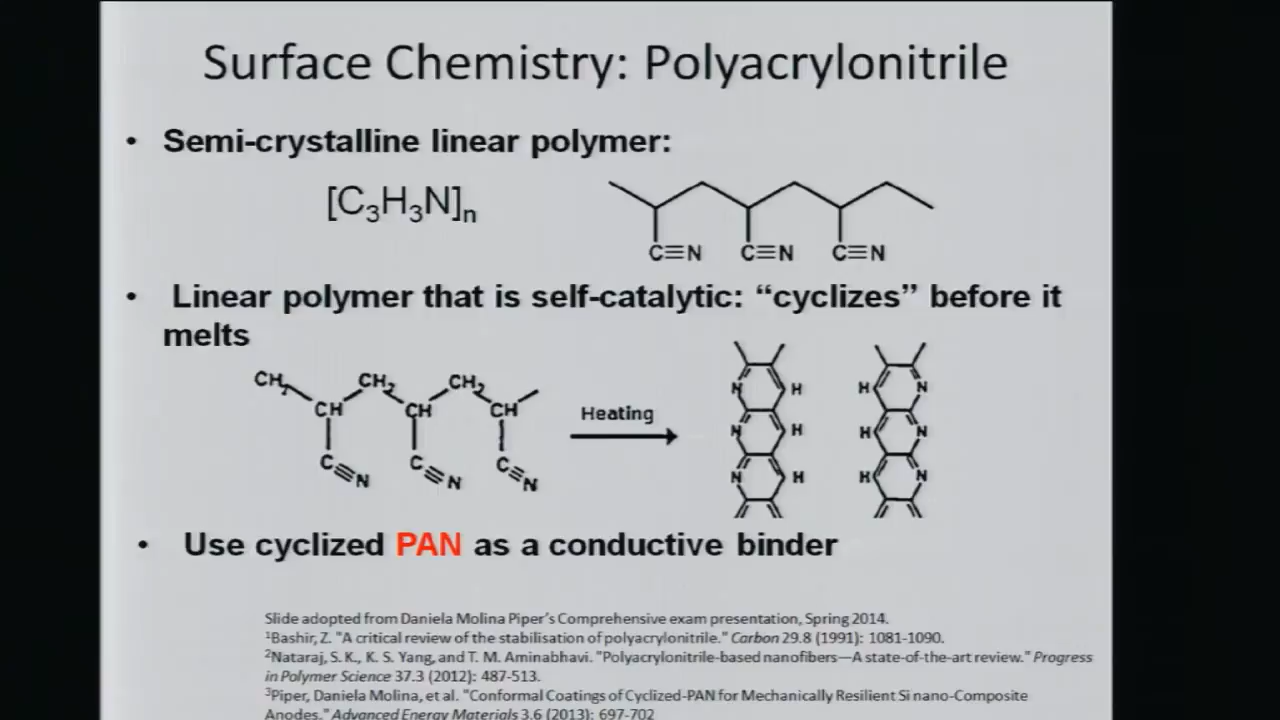 Surface Chemistry: Polyacrylonitrile
• Semi-crystalline linear polymer:
[C₃H₃N]ₙ
C≡N C≡N C≡N
• Linear polymer that is self-catalytic: “cyclizes” before it
melts
CH₂ CH₂ CH₂
CH CH CH
C≡N C≡N C≡N
Heating
N H H N
N H H N
N H H N
• Use cyclized PAN as a conductive binder
Slide adopted from Daniela Molina Piper's Comprehensive exam presentation, Spring 2014.
¹Bashir, Z. "A critical review of the stabilisation of polyacrylonitrile." Carbon 29.8 (1991): 1081-1090.
²Nataraj, S. K., K. S. Yang, and T. M. Aminabhavi. "Polyacrylonitrile-based nanofibers—A state-of-the-art review." Progress
in Polymer Science 37.3 (2012): 487-513.
³Piper, Daniela Molina, et al. "Conformal Coatings of Cyclized-PAN for Mechanically Resilient Si nano-Composite
Anodes." Advanced Energy Materials 3.6 (2013): 697-702